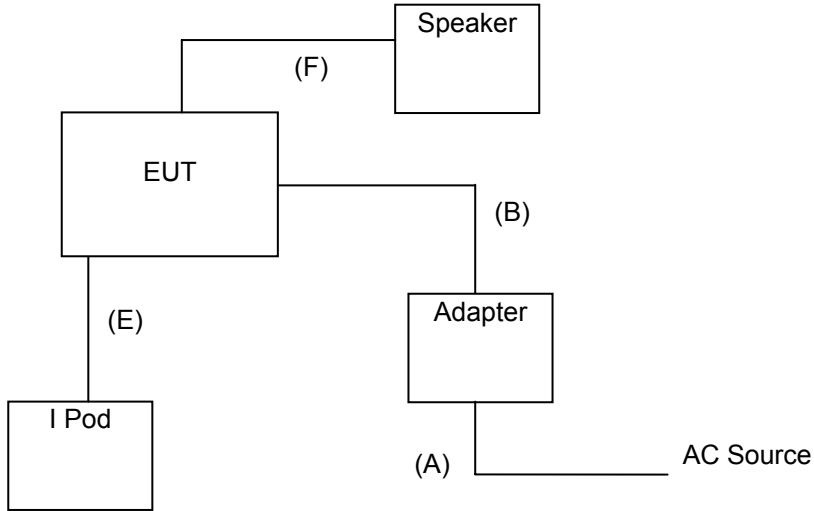 Speaker
(F)
EUT
(B)
Adapter
(E)
I Pod
(A)
AC Source